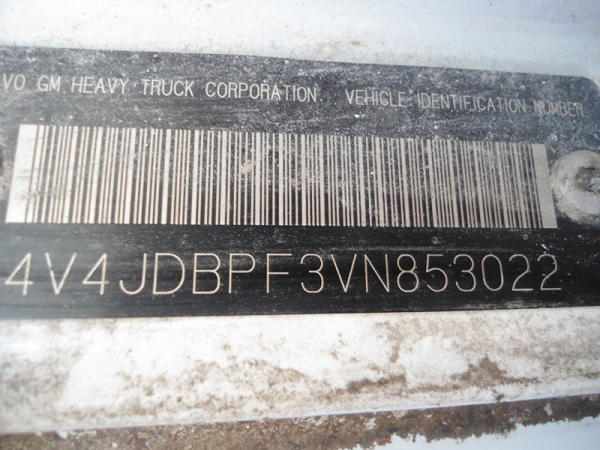 VO GM HEAVY TRUCK CORPORATION VEHICLE IDENTIFICATION NUMBER
4V4JDBPF3VN853022